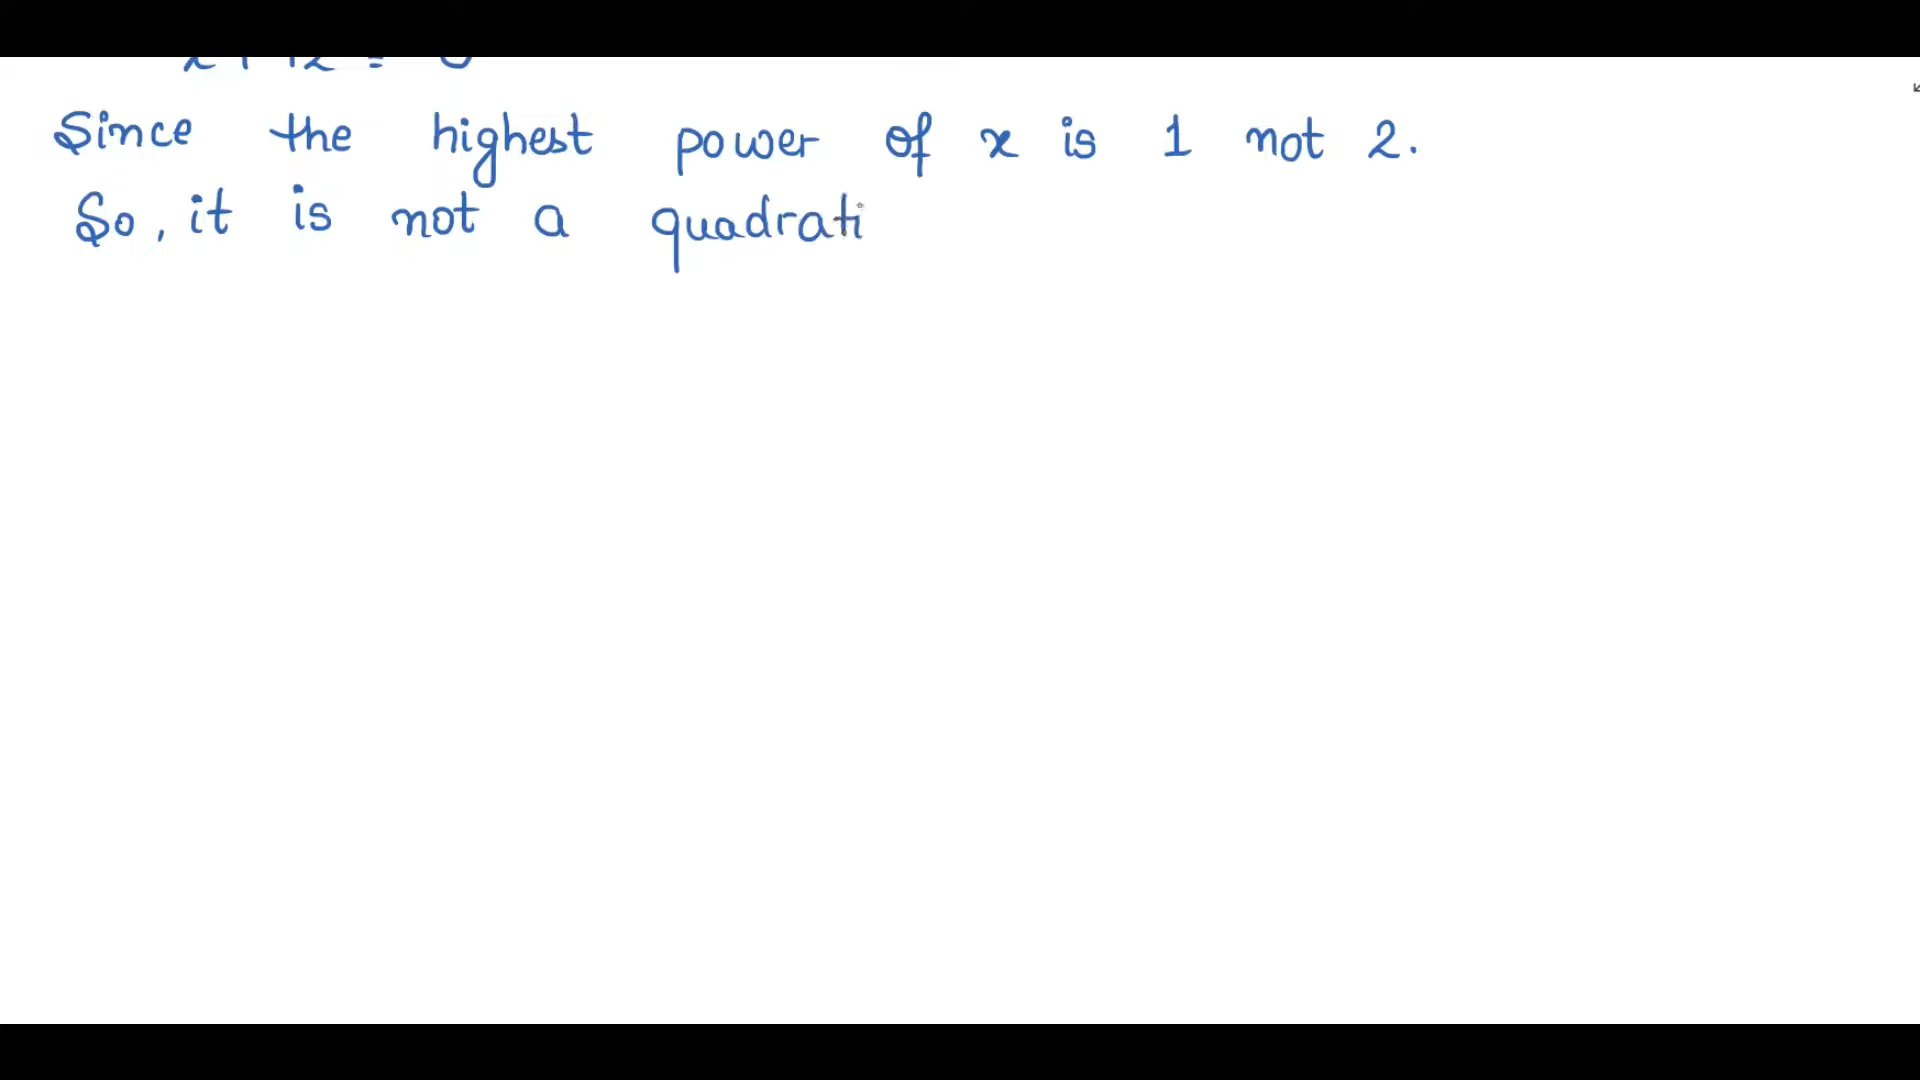 Since the highest power of x is 1 not 2.
So, it is not a quadrati